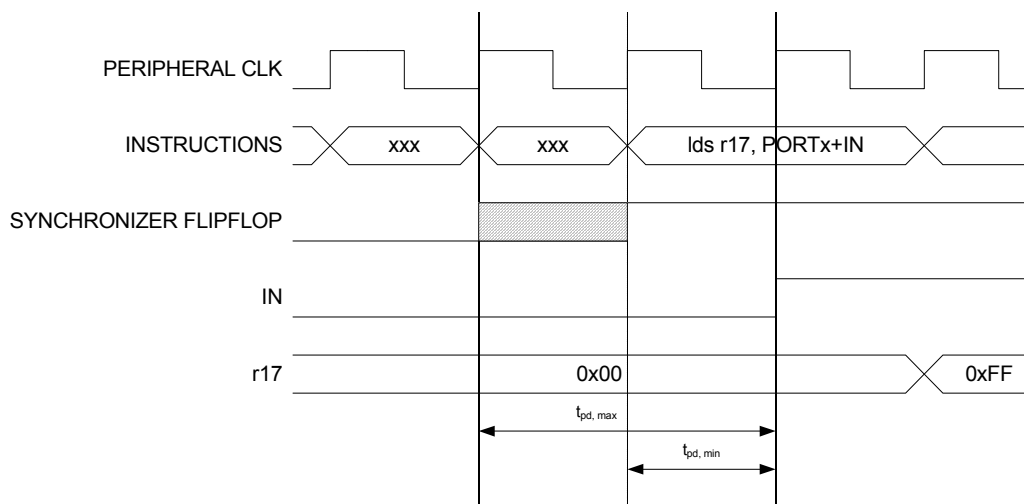 PERIPHERAL CLK
INSTRUCTIONS xxx xxx lds r17, PORTx+IN
SYNCHRONIZER FLIPFLOP
IN
r17 0x00 0xFF
tpd, max
tpd, min